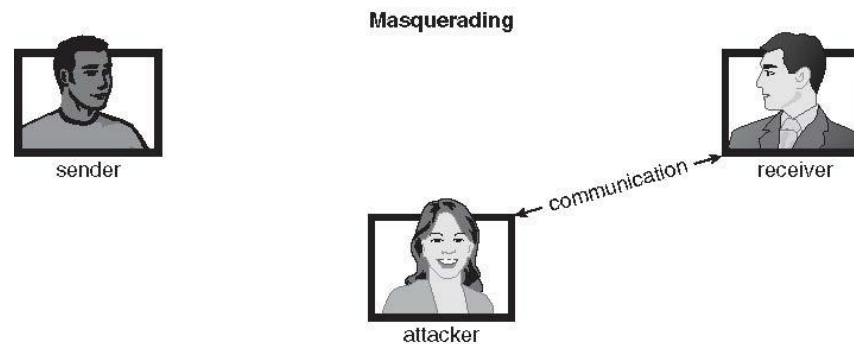 Masquerading
sender
receiver
communication
attacker